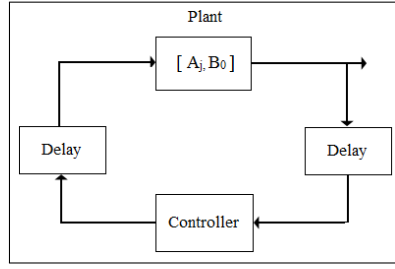 Plant
[ Aj, B0 ]
Delay
Delay
Controller